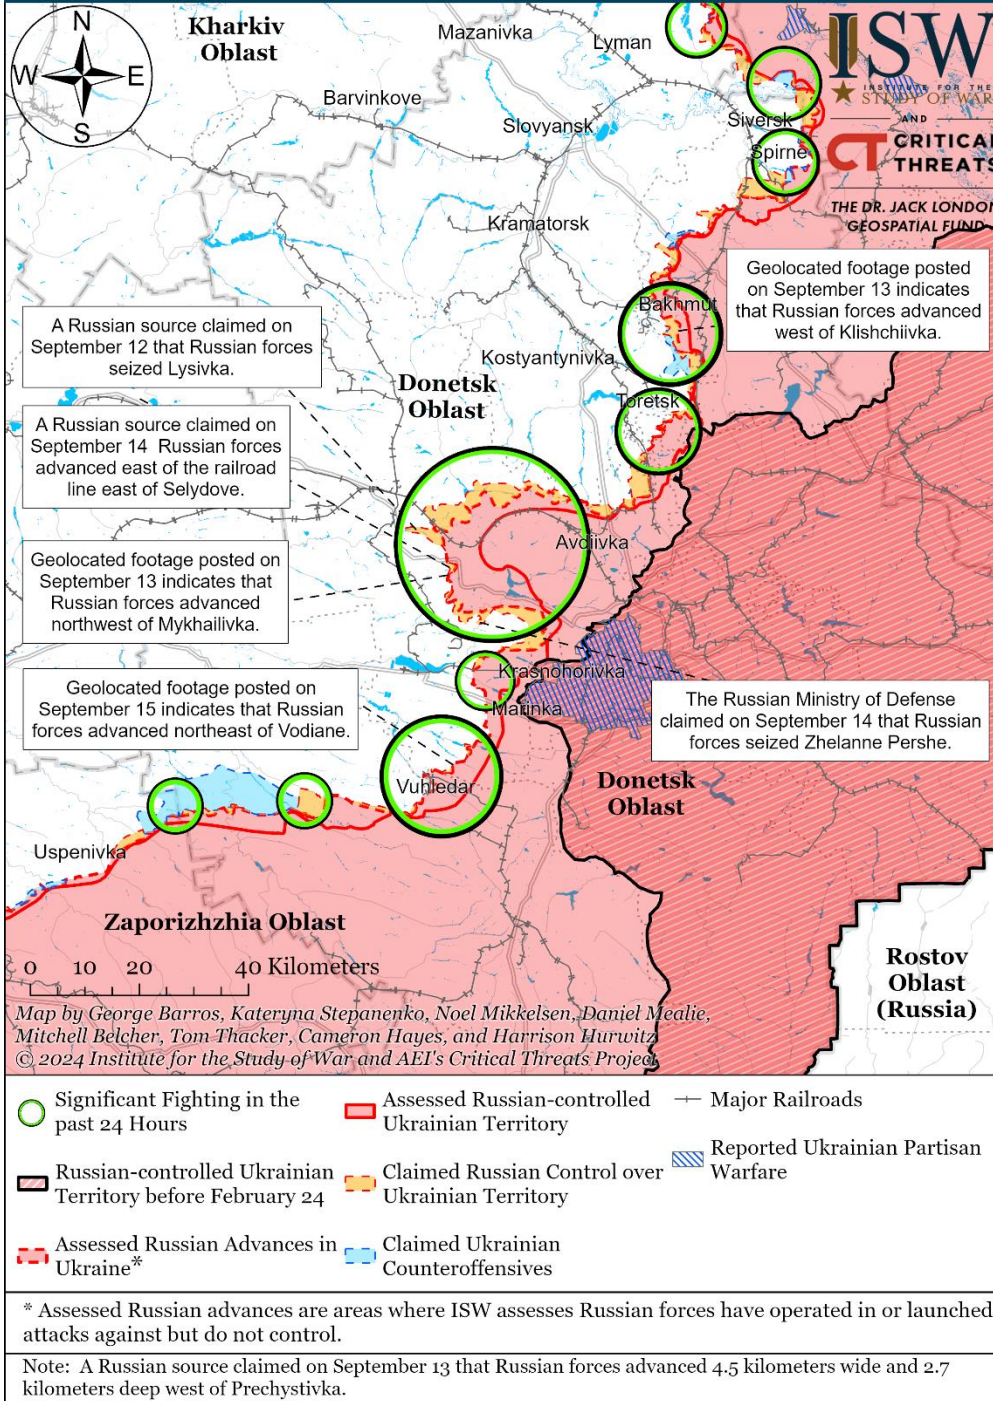 N
W
E
S
Kharkiv
Oblast
Mazanivka
Lyman
Barvinkove
Slovyansk
Siversk
Spirne
Kramatorsk
ISW
INSTITUTE FOR THE
STUDY OF WAR
AND
CT CRITICAL
THREATS
THE DR. JACK LONDON
GEOSPATIAL FUND
Geolocated footage posted
on September 13 indicates
that Russian forces advanced
west of Klishchiivka.
Bakhmut
A Russian source claimed on
September 12 that Russian forces
seized Lysivka.
Kostyantynivka
Donetsk
Oblast
Toretsk
A Russian source claimed on
September 14 Russian forces
advanced east of the railroad
line east of Selydove.
Avdiivka
Geolocated footage posted on
September 13 indicates that
Russian forces advanced
northwest of Mykhailivka.
Krasnohorivka
Marinka
Geolocated footage posted on
September 15 indicates that Russian
forces advanced northeast of Vodiane.
The Russian Ministry of Defense
claimed on September 14 that Russian
forces seized Zhelanne Pershe.
Vuhledar
Donetsk
Oblast
Uspenivka
Zaporizhzhia Oblast
Rostov
Oblast
(Russia)
0 10 20 40 Kilometers
Map by George Barros, Kateryna Stepanenko, Noel Mikkelsen, Daniel Mealie,
Mitchell Belcher, Tom Thacker, Cameron Hayes, and Harrison Hurwitz
© 2024 Institute for the Study of War and AEI's Critical Threats Project
Significant Fighting in the
past 24 Hours
Russian-controlled Ukrainian
Territory before February 24
Assessed Russian Advances in
Ukraine*
Assessed Russian-controlled
Ukrainian Territory
Claimed Russian Control over
Ukrainian Territory
Claimed Ukrainian
Counteroffensives
Major Railroads
Reported Ukrainian Partisan
Warfare
* Assessed Russian advances are areas where ISW assesses Russian forces have operated in or launched
attacks against but do not control.
Note: A Russian source claimed on September 13 that Russian forces advanced 4.5 kilometers wide and 2.7
kilometers deep west of Prechystivka.